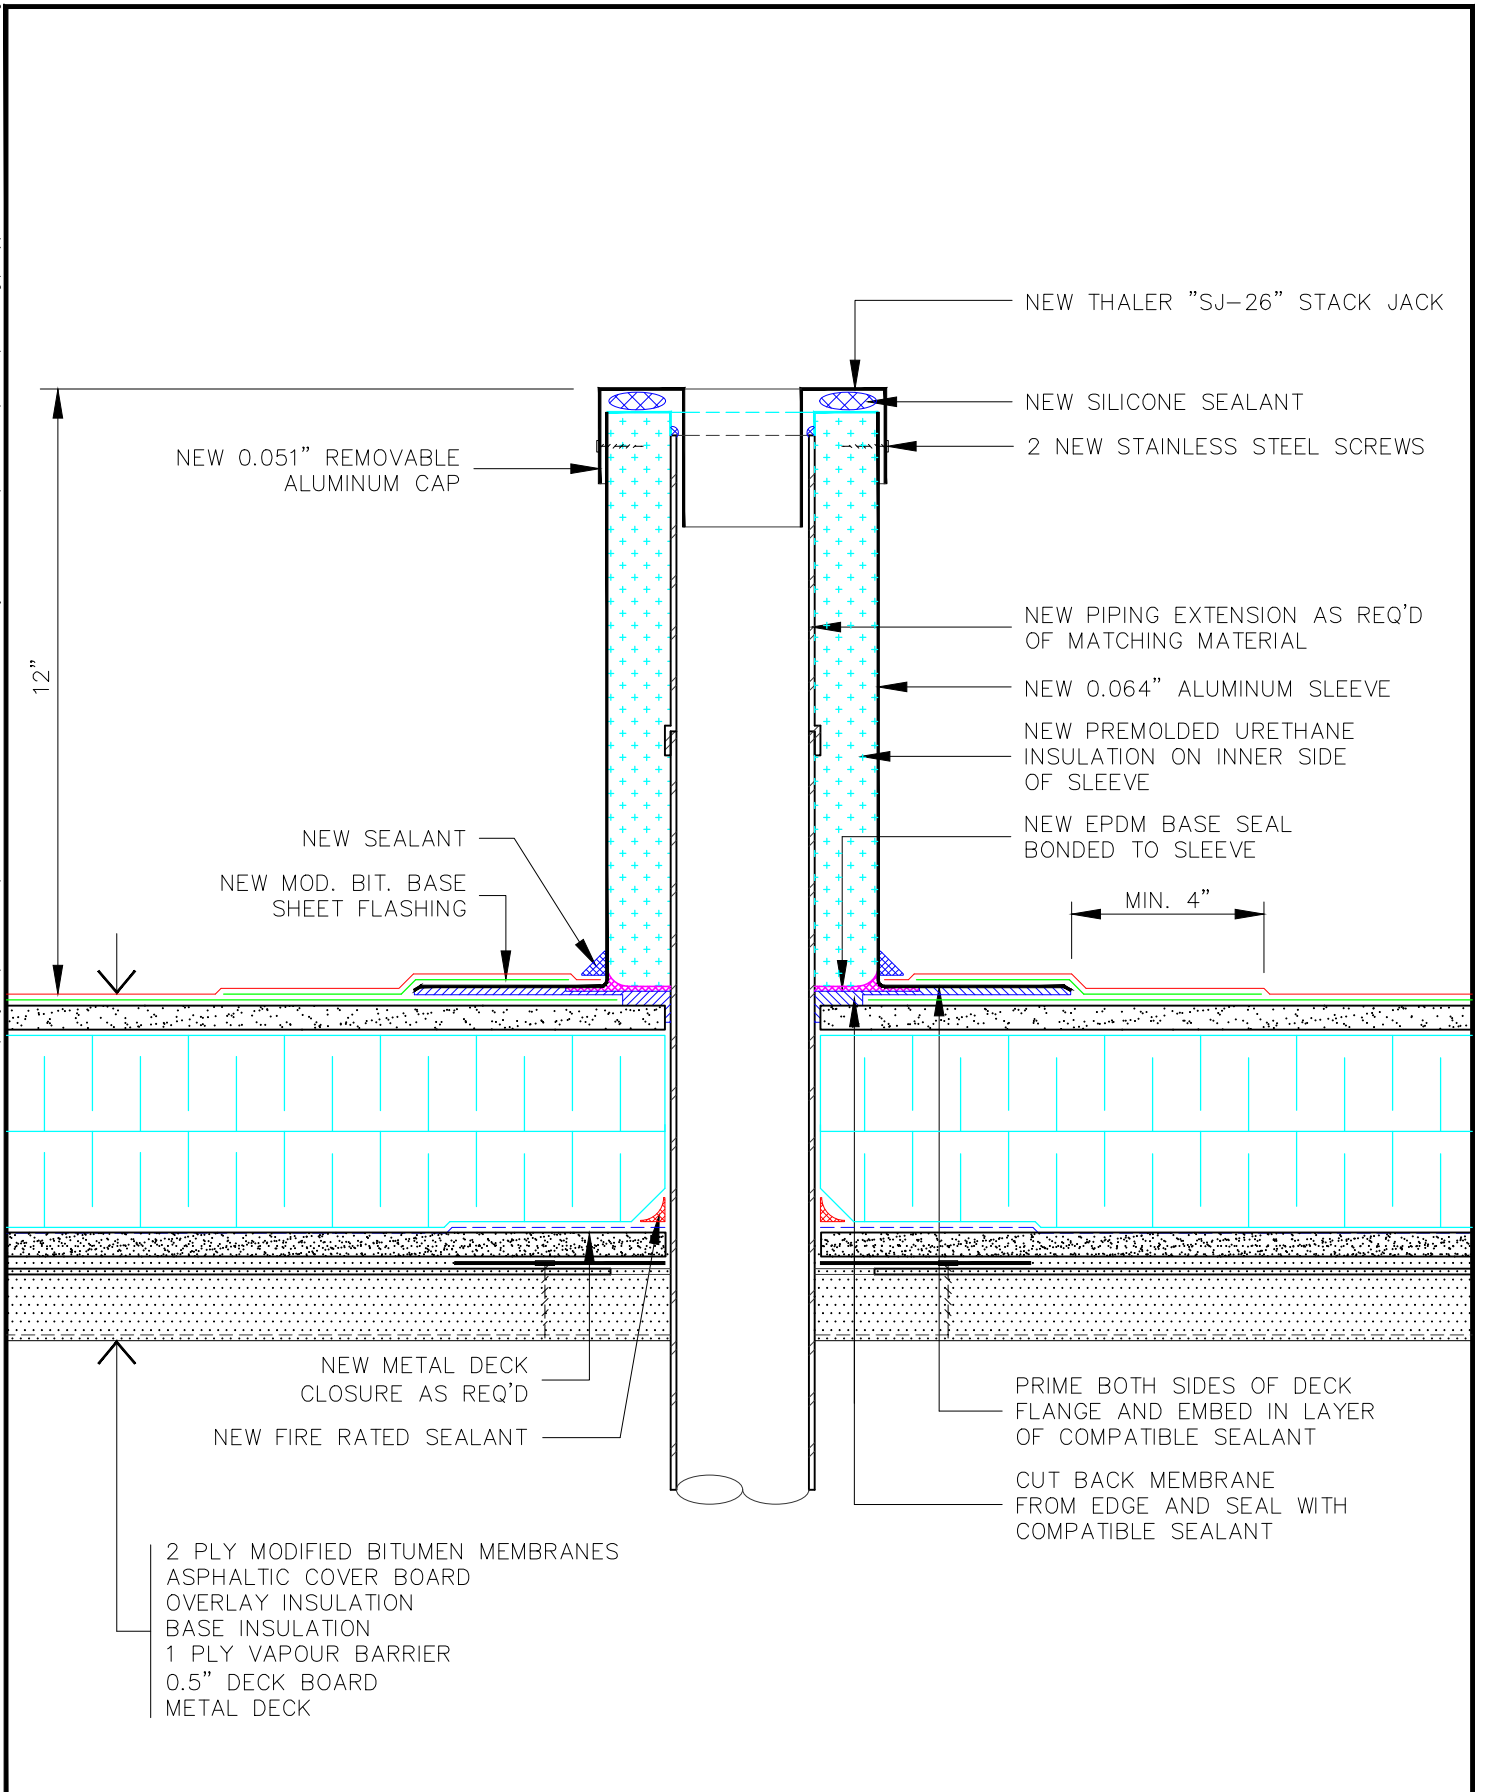 NEW THALER "SJ-26" STACK JACK
NEW SILICONE SEALANT
2 NEW STAINLESS STEEL SCREWS
NEW 0.051" REMOVABLE
ALUMINUM CAP
NEW PIPING EXTENSION AS REQ'D
OF MATCHING MATERIAL
12"
NEW 0.064" ALUMINUM SLEEVE
NEW PREMOLDED URETHANE
INSULATION ON INNER SIDE
OF SLEEVE
NEW EPDM BASE SEAL
BONDED TO SLEEVE
NEW SEALANT
NEW MOD. BIT. BASE
SHEET FLASHING
MIN. 4"
NEW METAL DECK
CLOSURE AS REQ'D
NEW FIRE RATED SEALANT
PRIME BOTH SIDES OF DECK
FLANGE AND EMBED IN LAYER
OF COMPATIBLE SEALANT
CUT BACK MEMBRANE
FROM EDGE AND SEAL WITH
COMPATIBLE SEALANT
2 PLY MODIFIED BITUMEN MEMBRANES
ASPHALTIC COVER BOARD
OVERLAY INSULATION
BASE INSULATION
1 PLY VAPOUR BARRIER
0.5" DECK BOARD
METAL DECK